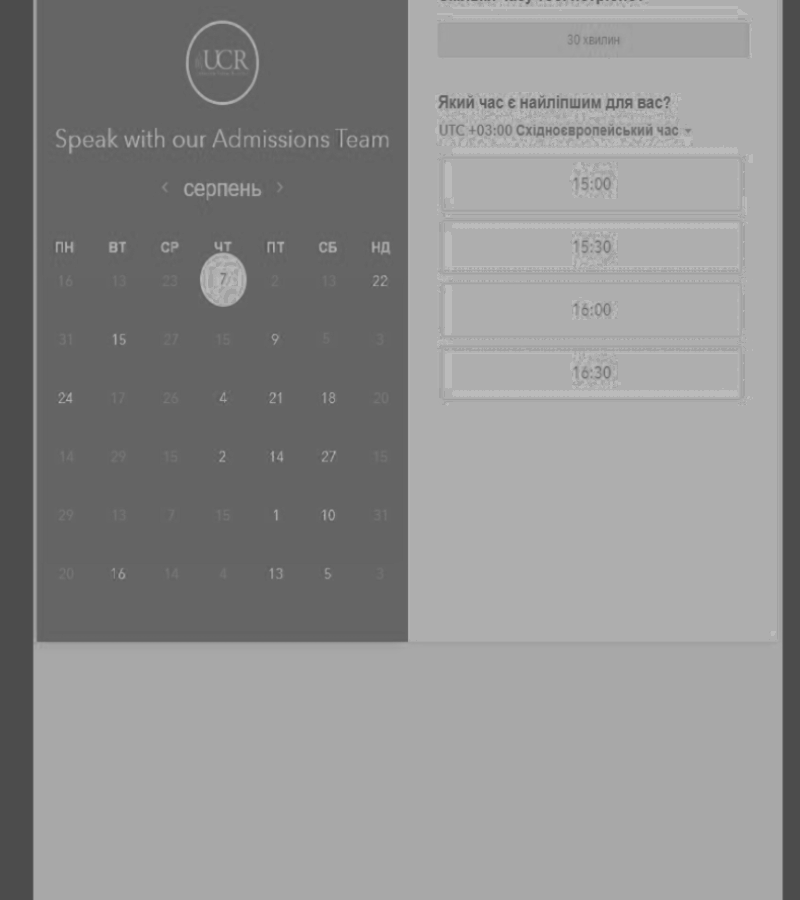 UCR
Speak with our Admissions Team
‹ серпень ›
ПН ВТ СР ЧТ ПТ СБ НД
16 13 23 7 2 13 22
31 15 27 15 9 5 3
24 17 26 4 21 18 20
14 29 15 2 14 27 15
29 13 7 15 1 10 31
20 16 14 4 13 5 3
30 хвилин
Який час є найліпшим для вас?
UTC +03:00 Східноєвропейський час
15:00
15:30
16:00
16:30